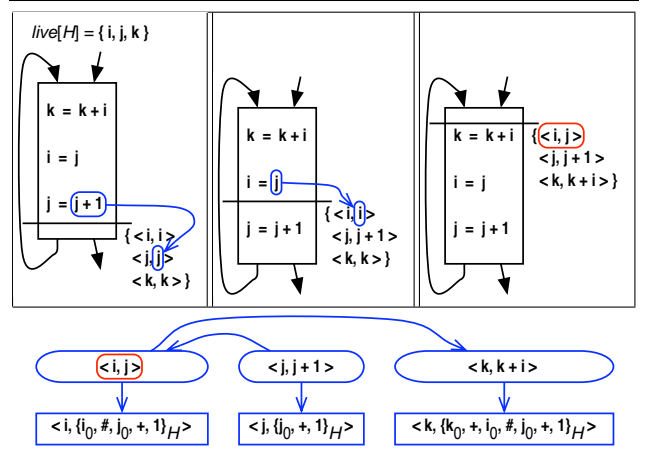 live[H] = { i, j, k }
k = k + i
i = j
j = j + 1
{ < i, i >
< j, j >
< k, k > }
k = k + i
i = j
j = j + 1
{ < i, i >
< j, j + 1 >
< k, k > }
k = k + i
i = j
j = j + 1
{ < i, j >
< j, j + 1 >
< k, k + i > }
< i, j >
< j, j + 1 >
< k, k + i >
< i, {i0, #, j0, +, 1}H >
< j, {j0, +, 1}H >
< k, {k0, +, i0, #, j0, +, 1}H >